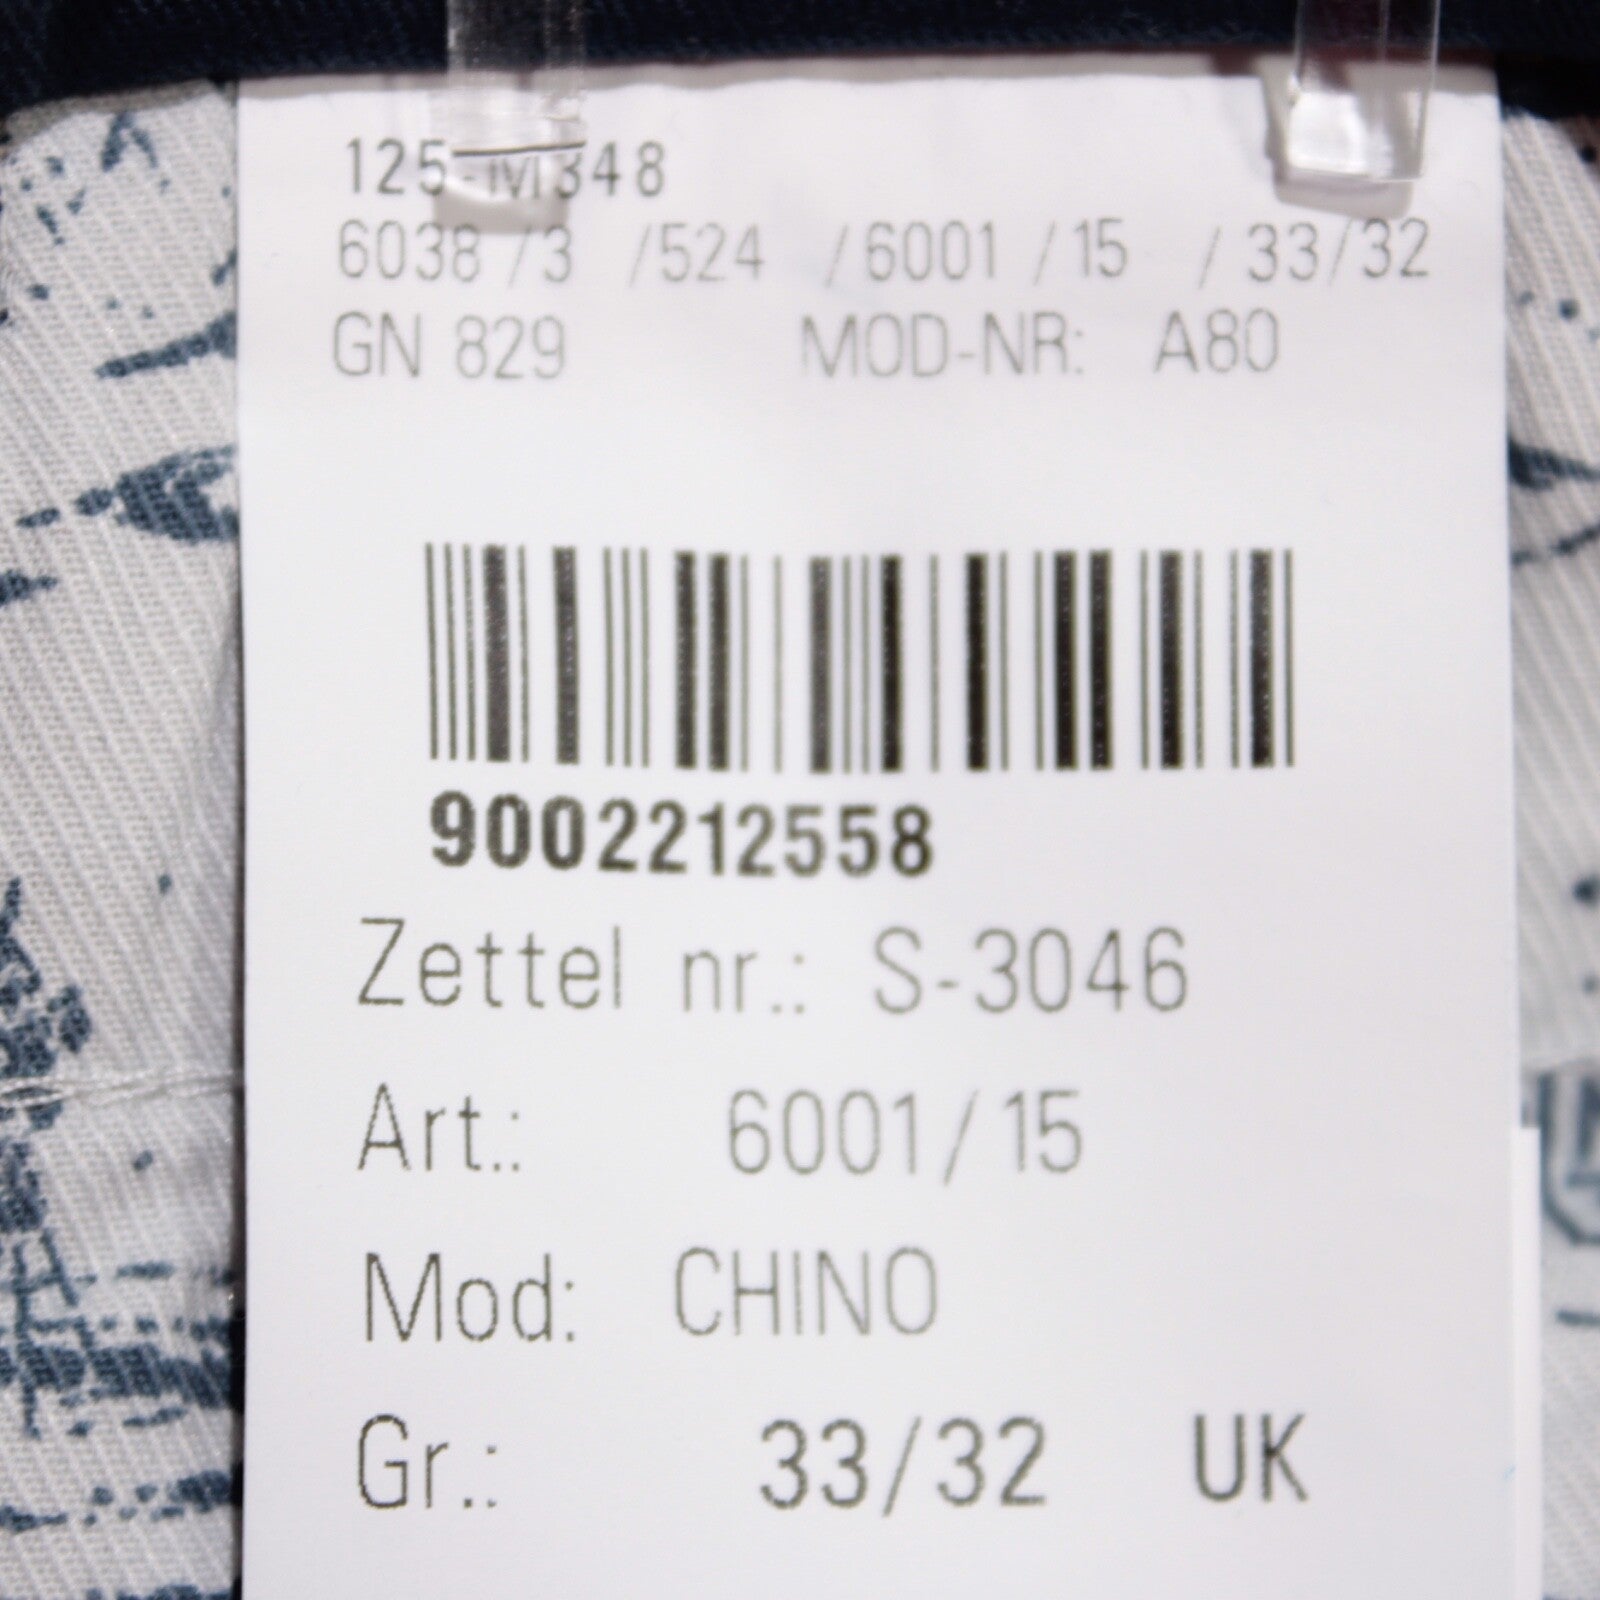 125-M348
6038 /3 /524 /6001 /15 / 33/32
GN 829 MOD-NR: A80
9002212558
Zettel nr.: S-3046
Art.: 6001/15
Mod: CHINO
Gr.: 33/32 UK